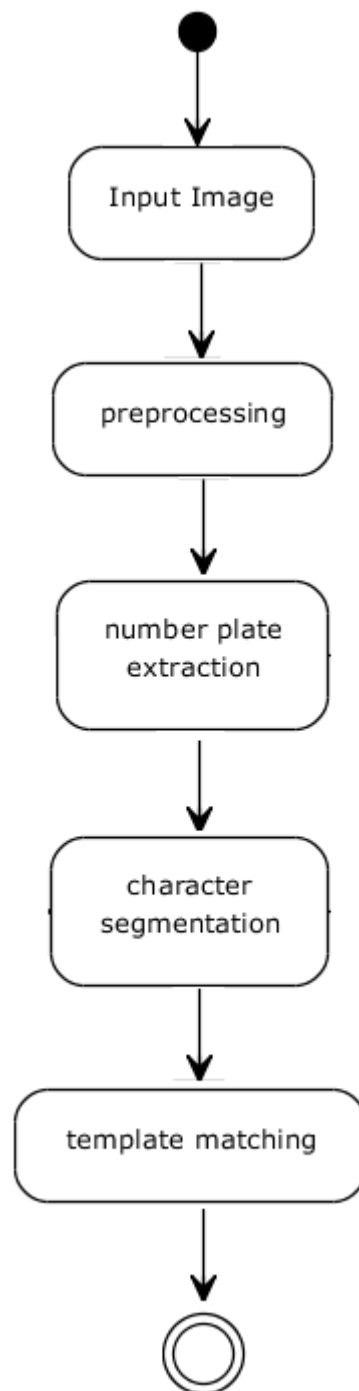 Input Image
preprocessing
number plate
extraction
character
segmentation
template matching